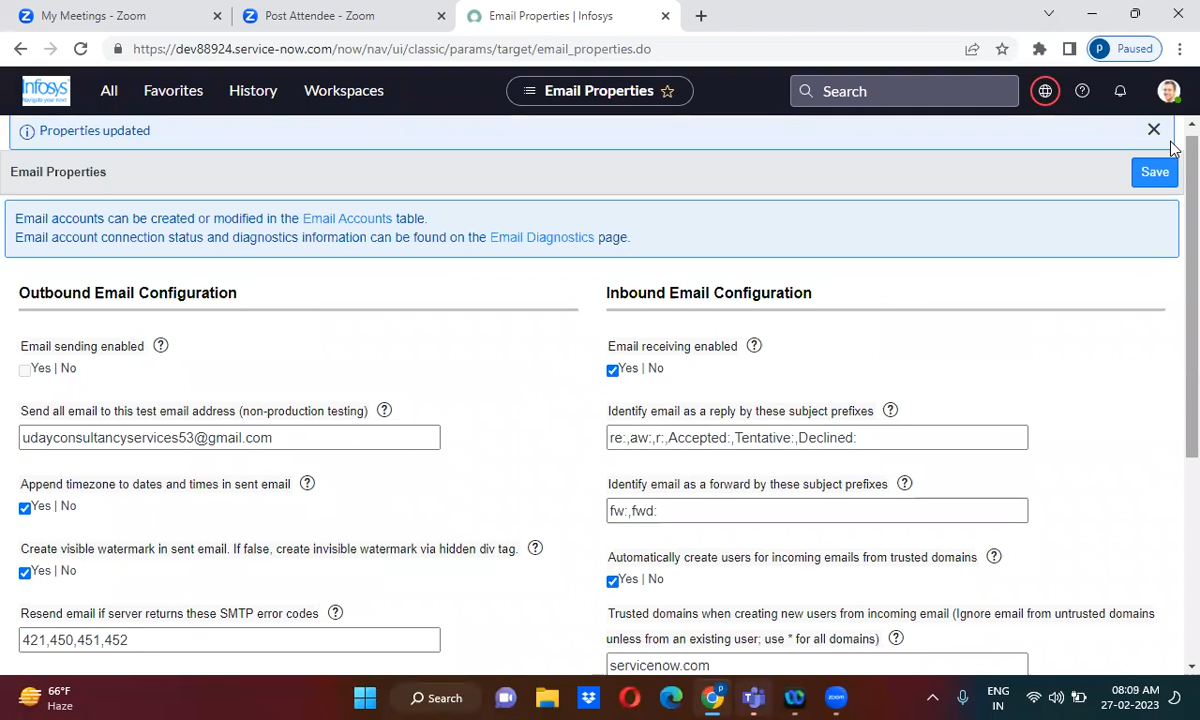 My Meetings - Zoom
Post Attendee - Zoom
Email Properties | Infosys
https://dev88924.service-now.com/now/nav/ui/classic/params/target/email_properties.do
P Paused
Infosys
Navigate your next
All Favorites History Workspaces
Email Properties
Search
Properties updated
Email Properties
Save
Email accounts can be created or modified in the Email Accounts table.
Email account connection status and diagnostics information can be found on the Email Diagnostics page.
Outbound Email Configuration
Email sending enabled
Yes | No
Send all email to this test email address (non-production testing)
udayconsultancyservices53@gmail.com
Append timezone to dates and times in sent email
Yes | No
Create visible watermark in sent email. If false, create invisible watermark via hidden div tag.
Yes | No
Resend email if server returns these SMTP error codes
421,450,451,452
Inbound Email Configuration
Email receiving enabled
Yes | No
Identify email as a reply by these subject prefixes
re:,aw:,r:,Accepted:,Tentative:,Declined:
Identify email as a forward by these subject prefixes
fw:,fwd:
Automatically create users for incoming emails from trusted domains
Yes | No
Trusted domains when creating new users from incoming email (Ignore email from untrusted domains
unless from an existing user; use * for all domains)
servicenow.com
66°F
Haze
Search
ENG
IN
08:09 AM
27-02-2023